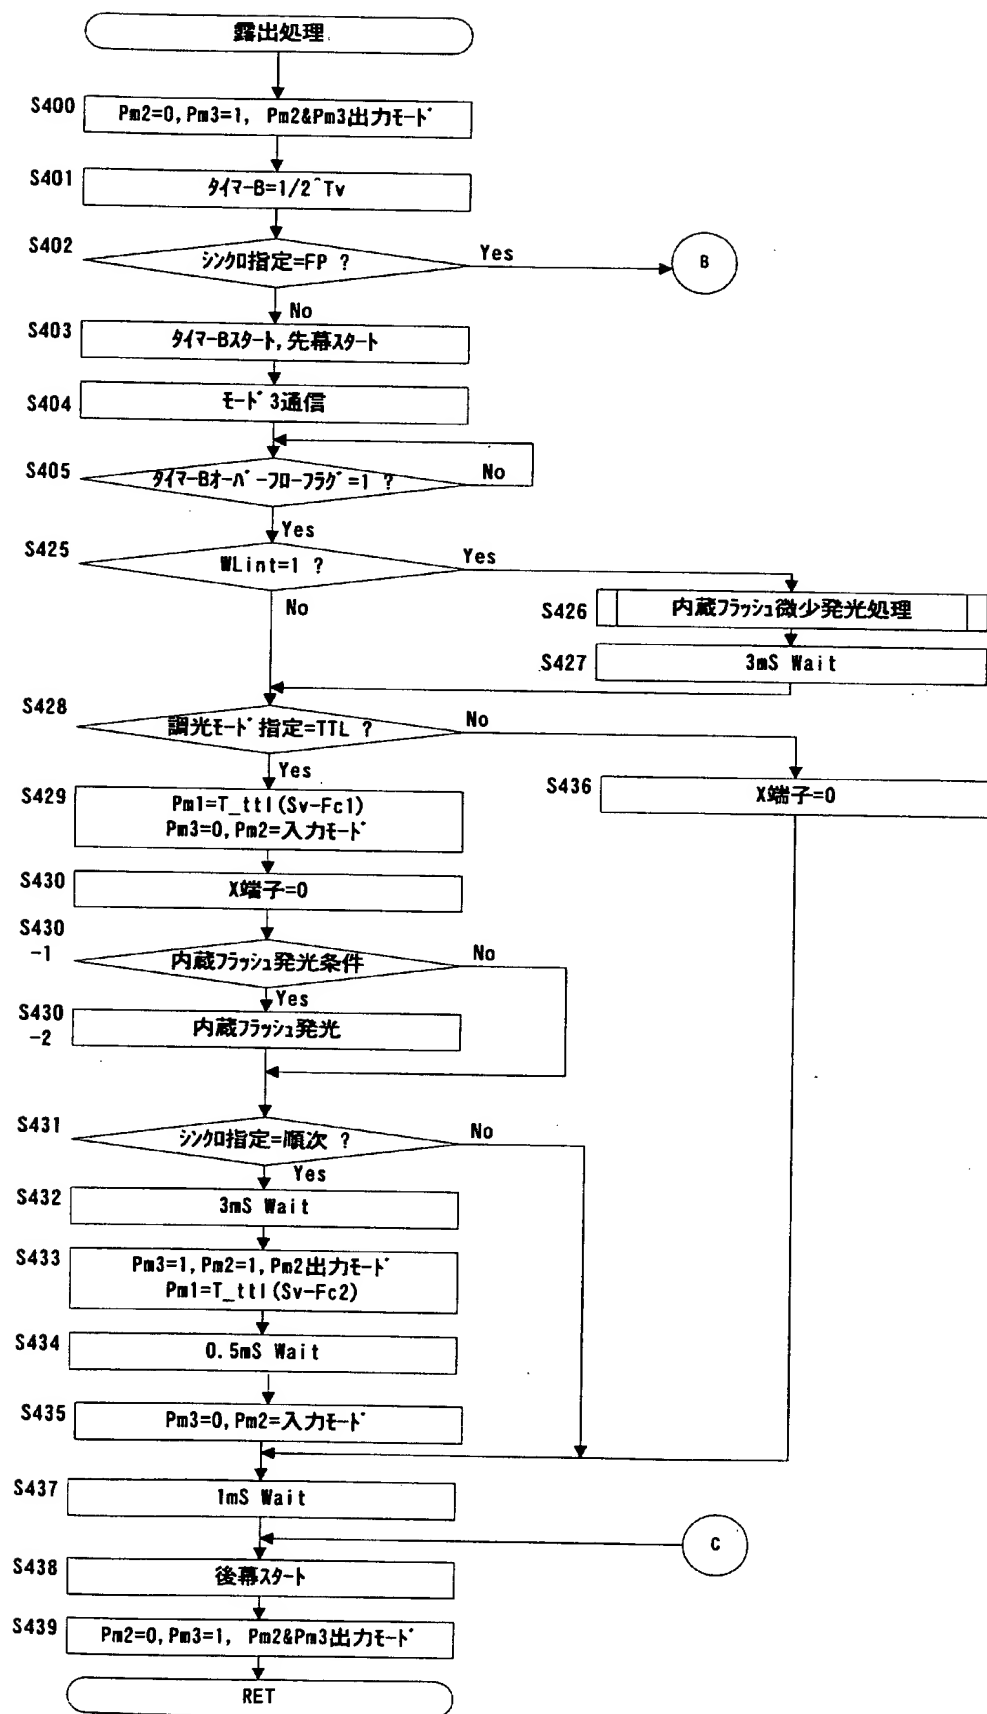 露出処理
S400
Pm2=0,Pm3=1, Pm2&Pm3出力ﾓｰﾄﾞ
S401
ﾀｲﾏｰB=1/2^Tv
S402
ｼﾝｸﾛ指定=FP ?
Yes
B
No
S403
ﾀｲﾏｰBｽﾀｰﾄ,先幕ｽﾀｰﾄ
S404
ﾓｰﾄﾞ3通信
S405
ﾀｲﾏｰBｵｰﾊﾞｰﾌﾛｰﾌﾗｸﾞ=1 ?
No
Yes
S425
WLint=1 ?
Yes
No
S426
内蔵ﾌﾗｯｼｭ微少発光処理
S427
3mS Wait
S428
調光ﾓｰﾄﾞ指定=TTL ?
No
Yes
S429
Pm1=T_ttl(Sv-Fc1)
Pm3=0,Pm2=入力ﾓｰﾄﾞ
S436
X端子=0
S430
X端子=0
S430
-1
内蔵ﾌﾗｯｼｭ発光条件
No
Yes
S430
-2
内蔵ﾌﾗｯｼｭ発光
S431
ｼﾝｸﾛ指定=順次 ?
No
Yes
S432
3mS Wait
S433
Pm3=1,Pm2=1,Pm2出力ﾓｰﾄﾞ
Pm1=T_ttl(Sv-Fc2)
S434
0.5mS Wait
S435
Pm3=0,Pm2=入力ﾓｰﾄﾞ
S437
1mS Wait
C
S438
後幕ｽﾀｰﾄ
S439
Pm2=0,Pm3=1, Pm2&Pm3出力ﾓｰﾄﾞ
RET